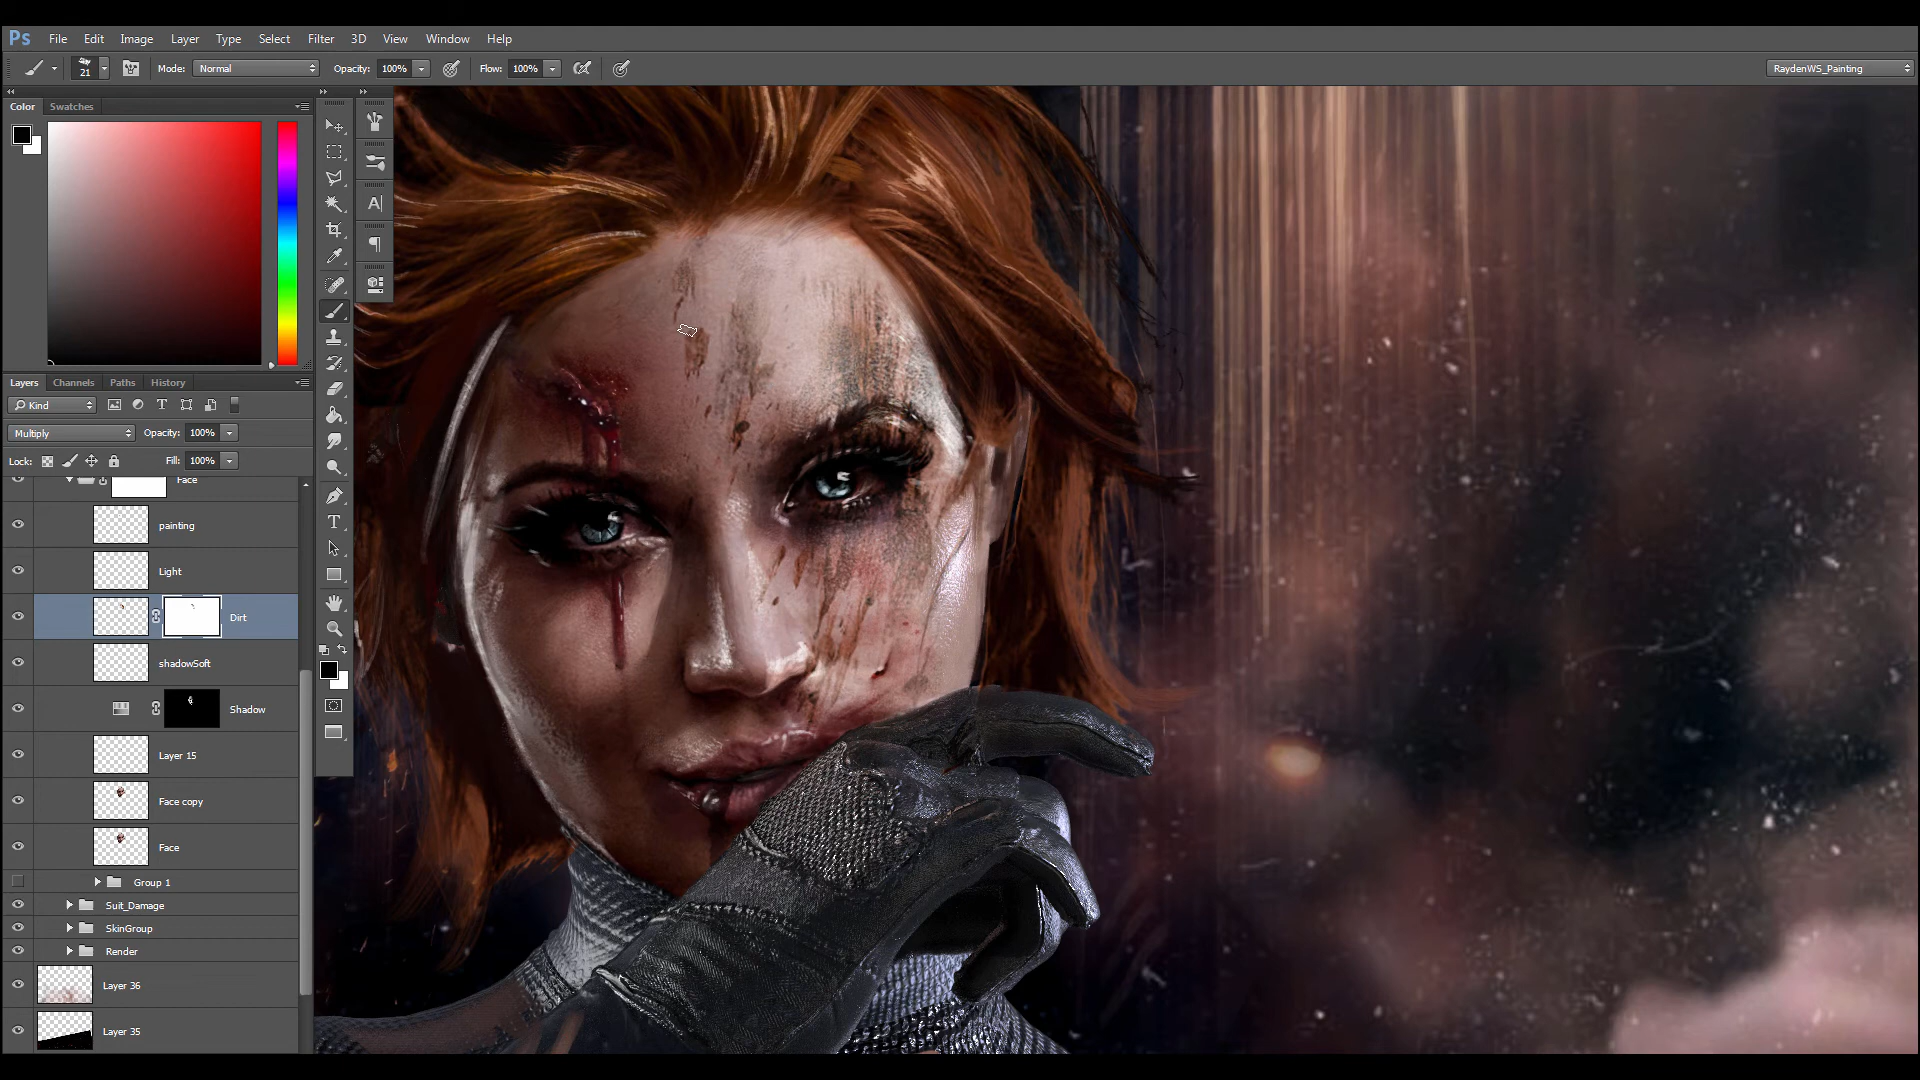 Ps File Edit Image Layer Type Select Filter 3D View Window Help
21 Mode: Normal Opacity: 100% Flow: 100% RaydenWS_Painting
Color Swatches
Layers Channels Paths History
Kind
Multiply Opacity: 100%
Lock: Fill: 100%
Face
painting
Light
Dirt
shadowSoft
Shadow
Layer 15
Face copy
Face
Group 1
Suit_Damage
SkinGroup
Render
Layer 36
Layer 35